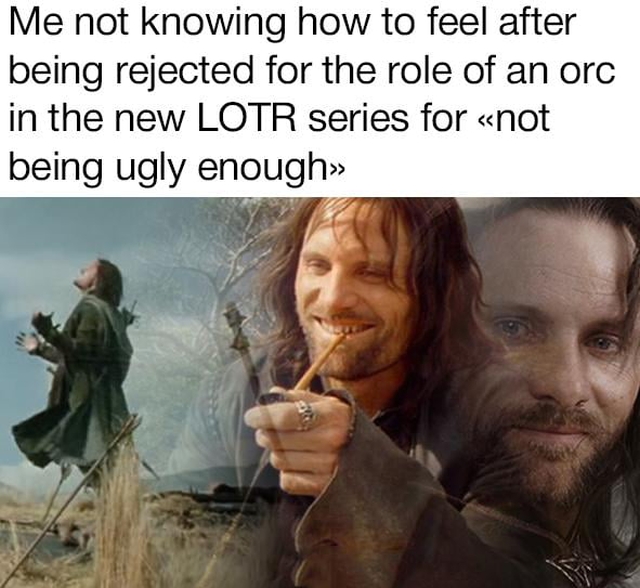 Me not knowing how to feel after
being rejected for the role of an orc
in the new LOTR series for «not
being ugly enough»